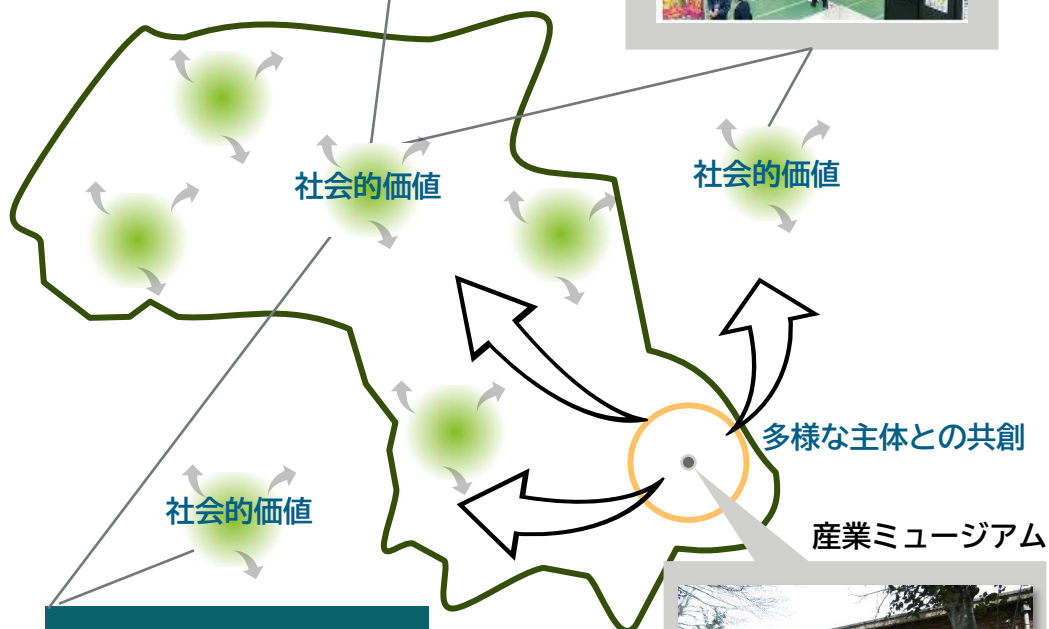 社会的価値
社会的価値
多様な主体との共創
社会的価値
産業ミュージアム